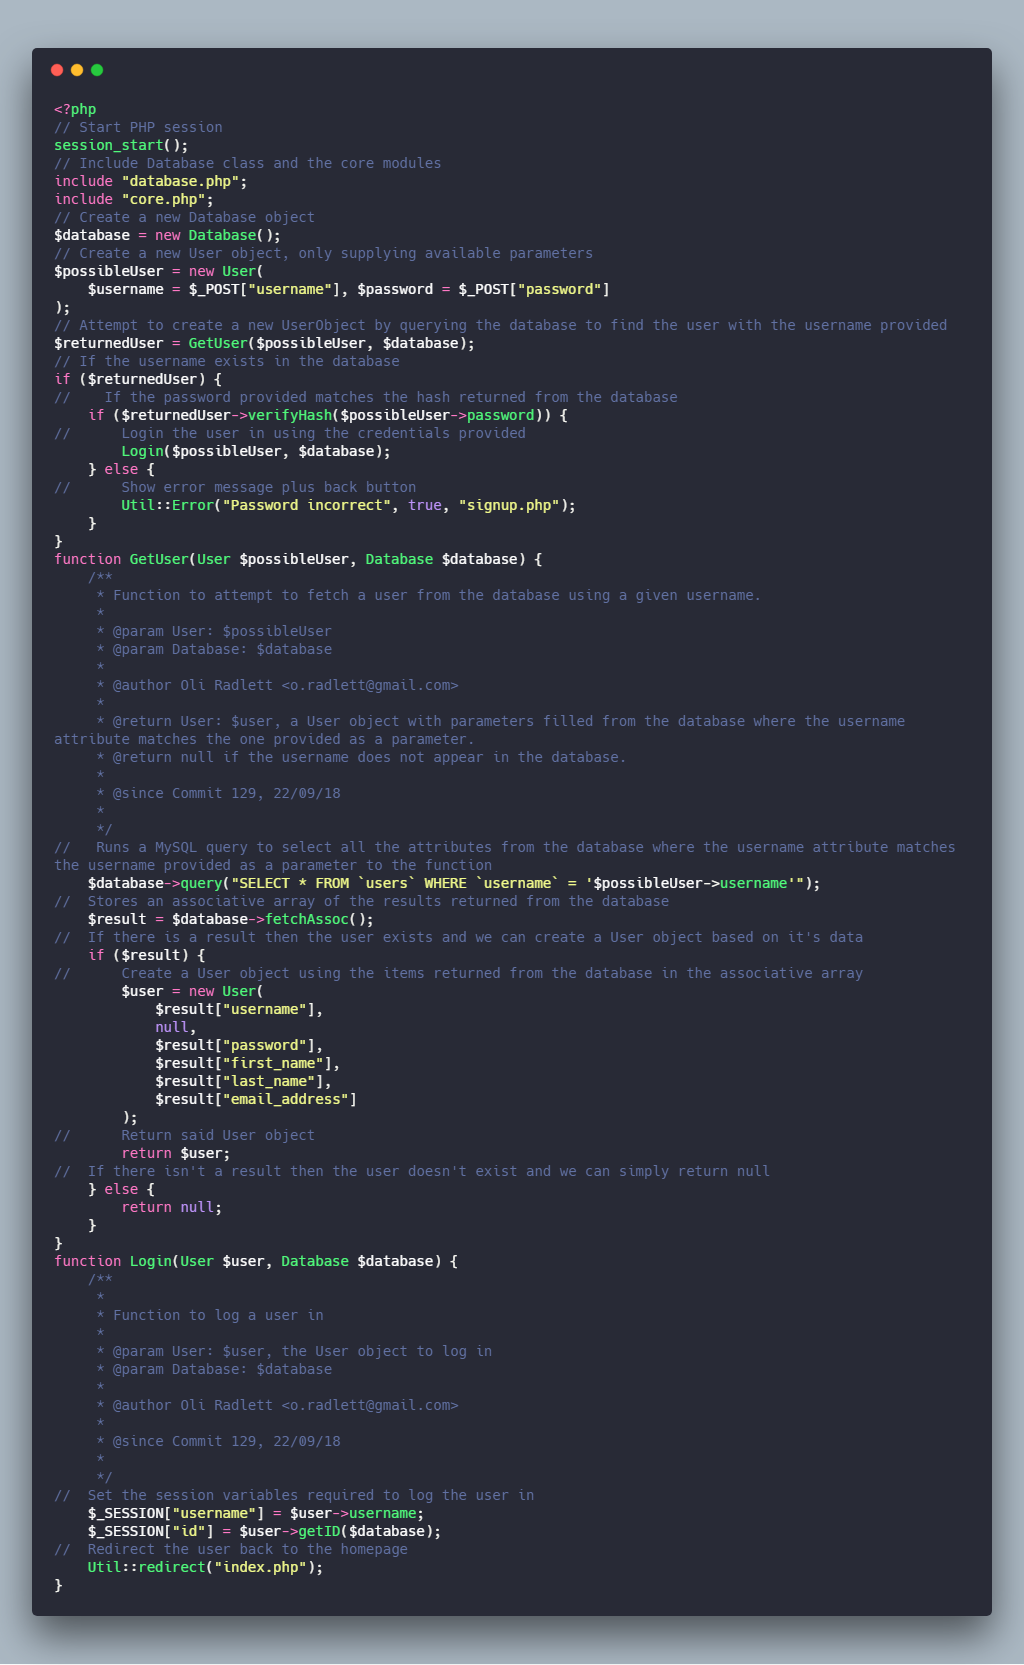 <?php
// Start PHP session
session_start();
// Include Database class and the core modules
include "database.php";
include "core.php";
// Create a new Database object
$database = new Database();
// Create a new User object, only supplying available parameters
$possibleUser = new User(
    $username = $_POST["username"], $password = $_POST["password"]
);
// Attempt to create a new UserObject by querying the database to find the user with the username provided
$returnedUser = GetUser($possibleUser, $database);
// If the username exists in the database
if ($returnedUser) {
//    If the password provided matches the hash returned from the database
    if ($returnedUser->verifyHash($possibleUser->password)) {
//      Login the user in using the credentials provided
        Login($possibleUser, $database);
    } else {
//      Show error message plus back button
        Util::Error("Password incorrect", true, "signup.php");
    }
}
function GetUser(User $possibleUser, Database $database) {
    /**
     * Function to attempt to fetch a user from the database using a given username.
     *
     * @param User: $possibleUser
     * @param Database: $database
     *
     * @author Oli Radlett <o.radlett@gmail.com>
     *
     * @return User: $user, a User object with parameters filled from the database where the username
attribute matches the one provided as a parameter.
     * @return null if the username does not appear in the database.
     *
     * @since Commit 129, 22/09/18
     *
     */
//   Runs a MySQL query to select all the attributes from the database where the username attribute matches
the username provided as a parameter to the function
    $database->query("SELECT * FROM `users` WHERE `username` = '$possibleUser->username'");
//  Stores an associative array of the results returned from the database
    $result = $database->fetchAssoc();
//  If there is a result then the user exists and we can create a User object based on it's data
    if ($result) {
//      Create a User object using the items returned from the database in the associative array
        $user = new User(
            $result["username"],
            null,
            $result["password"],
            $result["first_name"],
            $result["last_name"],
            $result["email_address"]
        );
//      Return said User object
        return $user;
//  If there isn't a result then the user doesn't exist and we can simply return null
    } else {
        return null;
    }
}
function Login(User $user, Database $database) {
    /**
     *
     * Function to log a user in
     *
     * @param User: $user, the User object to log in
     * @param Database: $database
     *
     * @author Oli Radlett <o.radlett@gmail.com>
     *
     * @since Commit 129, 22/09/18
     *
     */
//  Set the session variables required to log the user in
    $_SESSION["username"] = $user->username;
    $_SESSION["id"] = $user->getID($database);
//  Redirect the user back to the homepage
    Util::redirect("index.php");
}